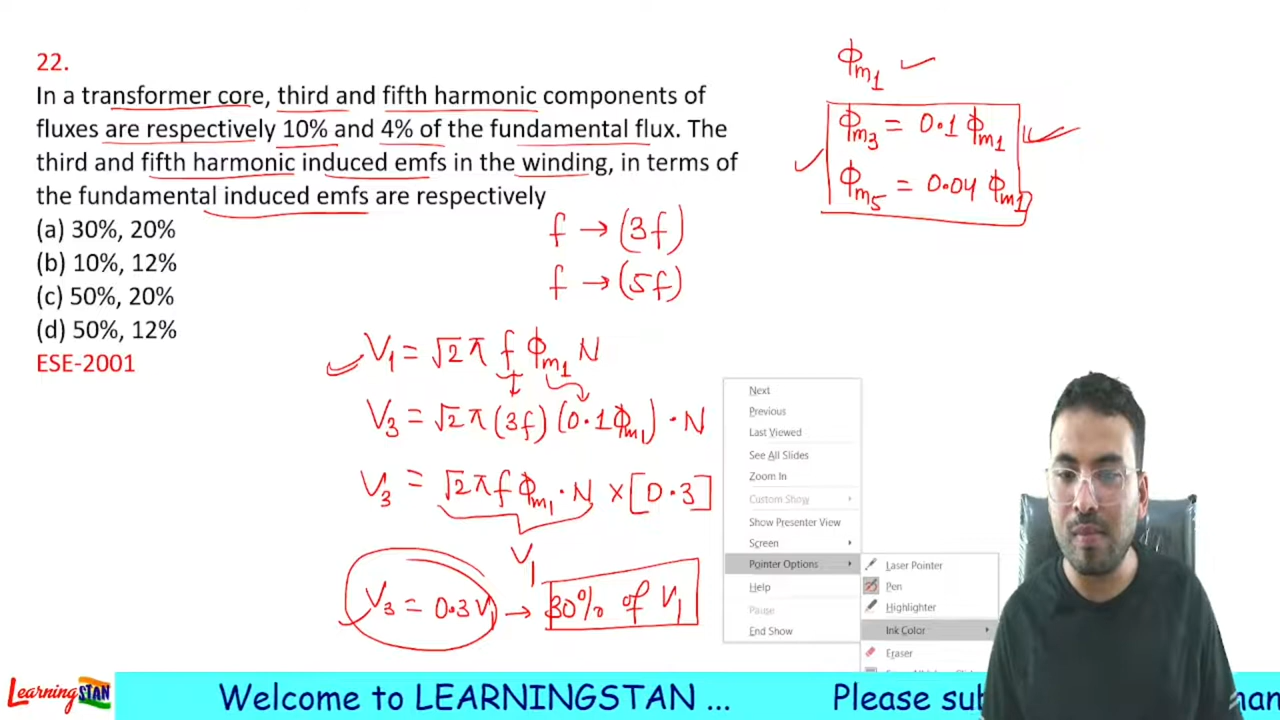 22.
In a transformer core, third and fifth harmonic components of
fluxes are respectively 10% and 4% of the fundamental flux. The
third and fifth harmonic induced emfs in the winding, in terms of
the fundamental induced emfs are respectively
(a) 30%, 20%
(b) 10%, 12%
(c) 50%, 20%
(d) 50%, 12%
ESE-2001
ϕm1
ϕm3 = 0.1 ϕm1
ϕm5 = 0.04 ϕm1
f → (3f)
f → (5f)
V1 = √2 π f ϕm1 N
V3 = √2 π (3f) (0.1 ϕm1) · N
V3 = √2 π f ϕm1 · N × [0.3]
V1
V3 = 0.3 V1 → 30% of V1
Next
Previous
Last Viewed
See All Slides
Zoom In
Custom Show
Show Presenter View
Screen
Pointer Options
Help
Pause
End Show
Laser Pointer
Pen
Highlighter
Ink Color
Eraser
LearningSTAN
Welcome to LEARNINGSTAN ... Please